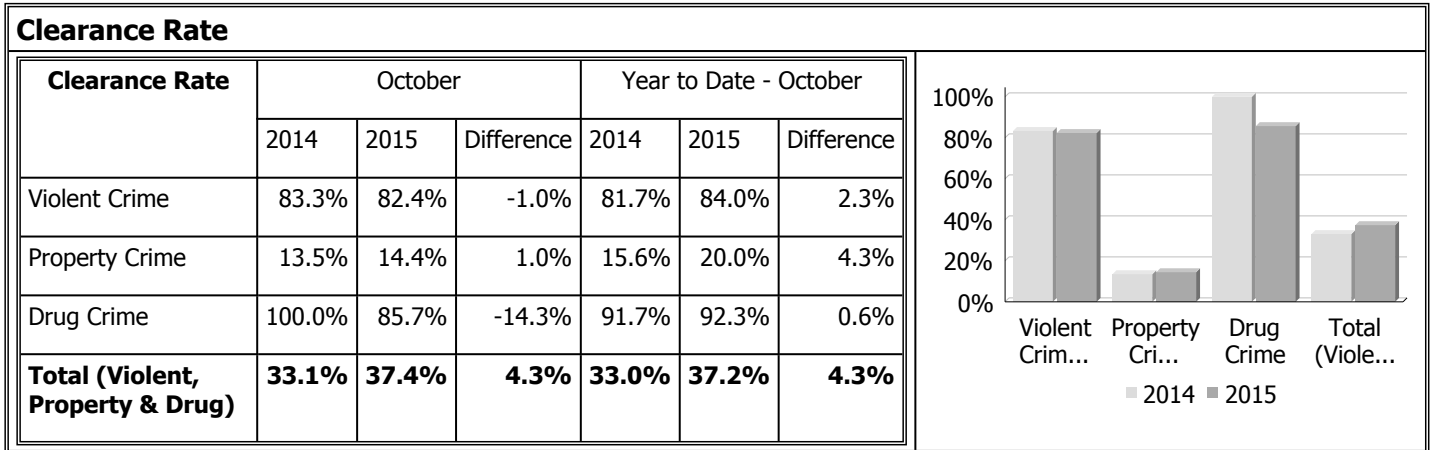 Clearance Rate
Clearance Rate October Year to Date - October
2014 2015 Difference 2014 2015 Difference
Violent Crime 83.3% 82.4% -1.0% 81.7% 84.0% 2.3%
Property Crime 13.5% 14.4% 1.0% 15.6% 20.0% 4.3%
Drug Crime 100.0% 85.7% -14.3% 91.7% 92.3% 0.6%
Total (Violent, 33.1% 37.4% 4.3% 33.0% 37.2% 4.3%
Property & Drug)
100%
80%
60%
40%
20%
0%
Violent Property Drug Total
Crim... Cri... Crime (Viole...
2014 2015